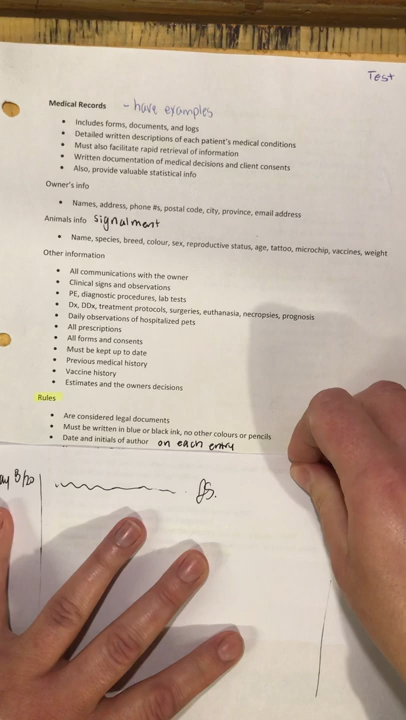 Test
Medical Records - have examples
• Includes forms, documents, and logs
• Detailed written descriptions of each patient's medical conditions
• Must also facilitate rapid retrieval of information
• Written documentation of medical decisions and client consents
• Also, provide valuable statistical info
Owner's info
• Names, address, phone #s, postal code, city, province, email address
Animals info signalment
• Name, species, breed, colour, sex, reproductive status, age, tattoo, microchip, vaccines, weight
Other information
• All communications with the owner
• Clinical signs and observations
• PE, diagnostic procedures, lab tests
• Dx, DDx, treatment protocols, surgeries, euthanasia, necropsies, prognosis
• Daily observations of hospitalized pets
• All prescriptions
• All forms and consents
• Must be kept up to date
• Previous medical history
• Vaccine history
• Estimates and the owners decisions
Rules
• Are considered legal documents
• Must be written in blue or black ink, no other colours or pencils
• Date and initials of author on each entry
8/20